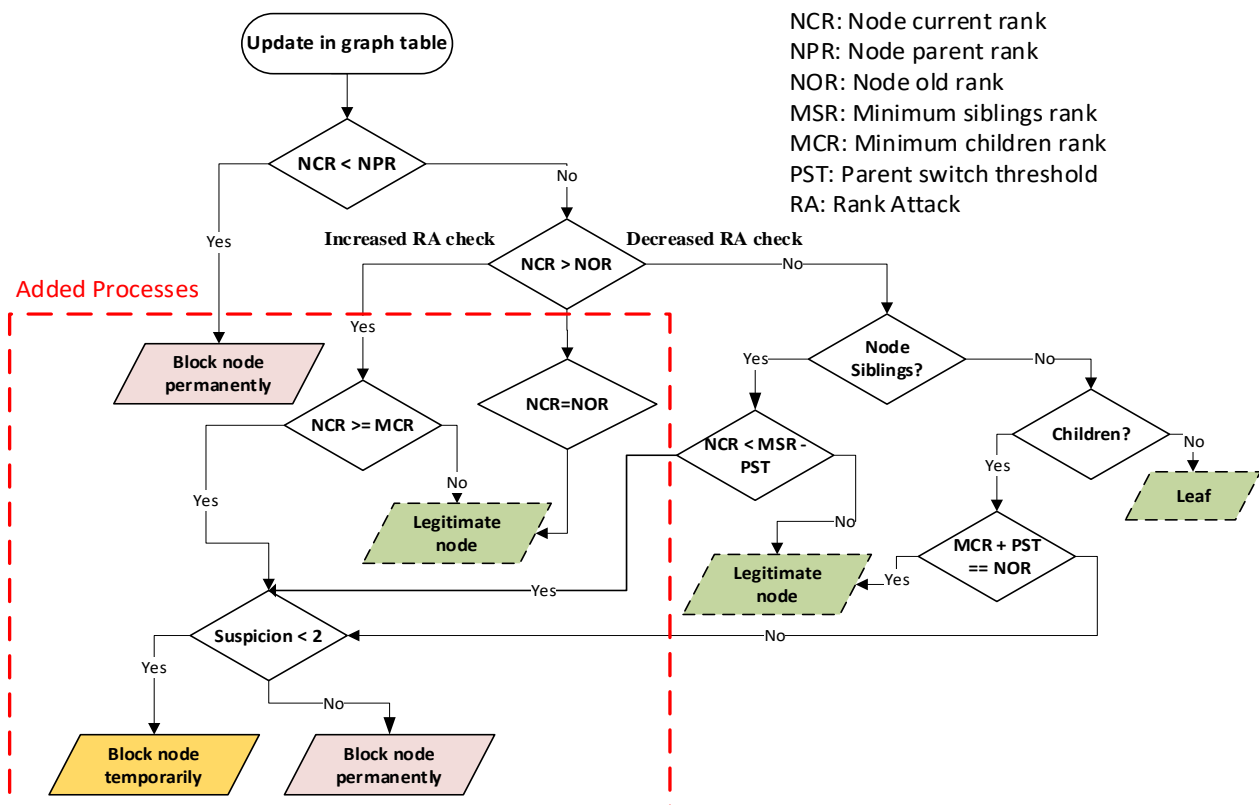 Update in graph table
NCR: Node current rank
NPR: Node parent rank
NOR: Node old rank
MSR: Minimum siblings rank
MCR: Minimum children rank
PST: Parent switch threshold
RA: Rank Attack
NCR < NPR
No
Yes
Increased RA check
Decreased RA check
NCR > NOR
No
Added Processes
Yes
Block node
permanently
Node
Siblings?
Yes
No
NCR >= MCR
NCR=NOR
NCR < MSR -
PST
Children?
No
Yes
No
Yes
Leaf
Legitimate
node
No
MCR + PST
== NOR
Legitimate
node
Yes
Yes
Suspicion < 2
No
Yes
No
Block node
temporarily
Block node
permanently